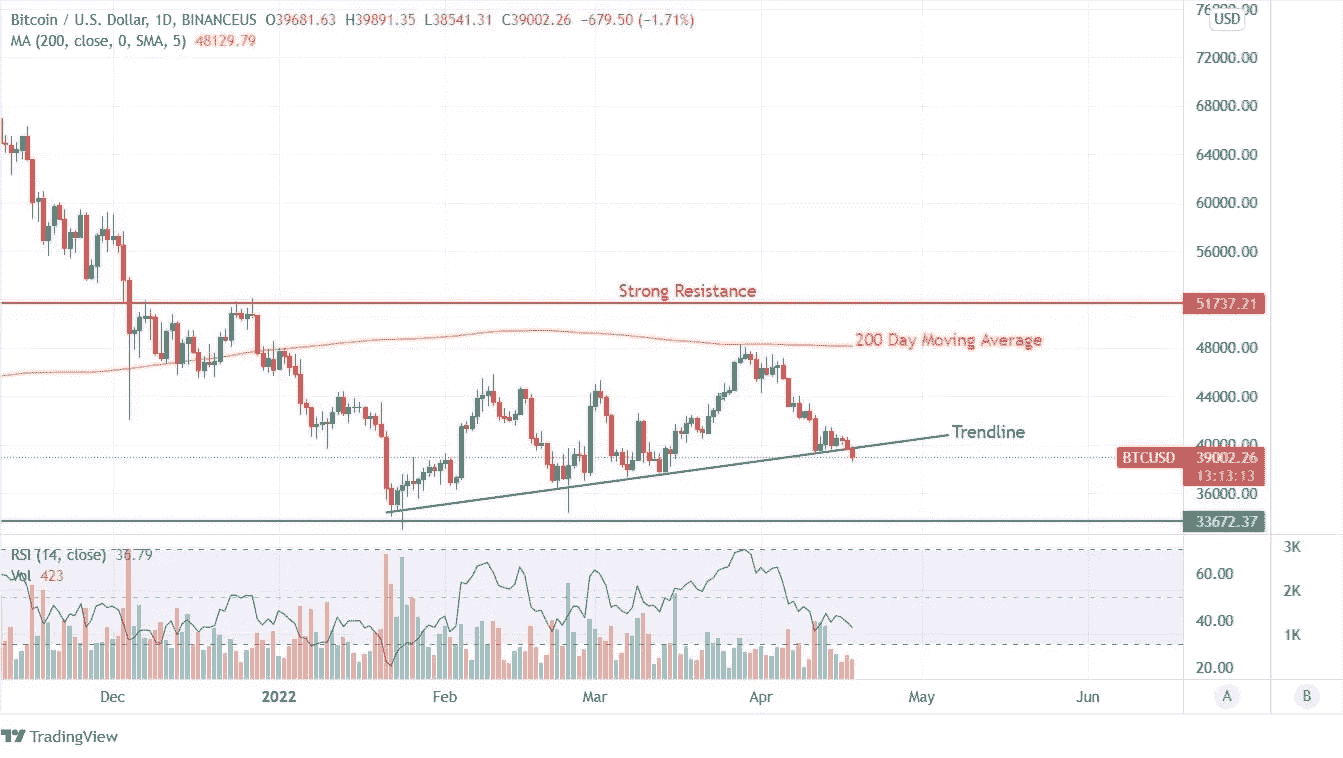 Bitcoin / U.S. Dollar, 1D, BINANCEUS O39681.63 H39891.35 L38541.31 C39002.26 −679.50 (−1.71%)
MA (200, close, 0, SMA, 5) 48129.79
76000.00
USD
72000.00
68000.00
64000.00
60000.00
56000.00
Strong Resistance
51737.21
200 Day Moving Average
48000.00
44000.00
Trendline
40000.00
BTCUSD 39002.26
13:13:13
36000.00
33672.37
RSI (14, close) 36.79
Vol 423
3K
60.00
2K
40.00
1K
20.00
Dec 2022 Feb Mar Apr May Jun A B
TradingView